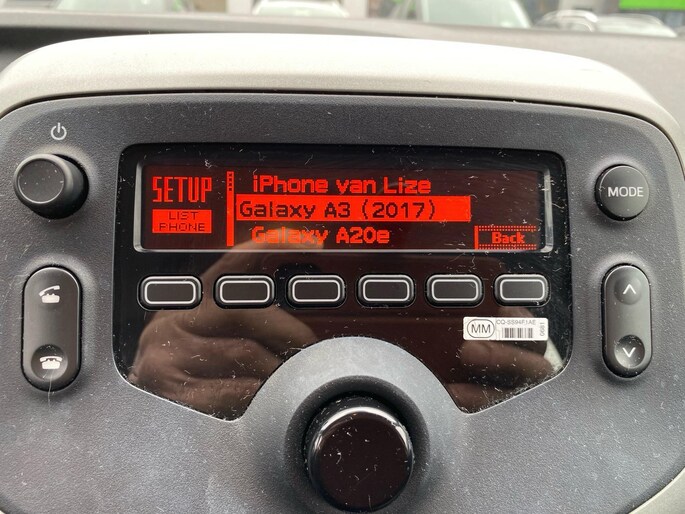 SETUP
LIST
PHONE
iPhone van Lize
Galaxy A3 (2017)
Galaxy A20e
Back
MODE
MM